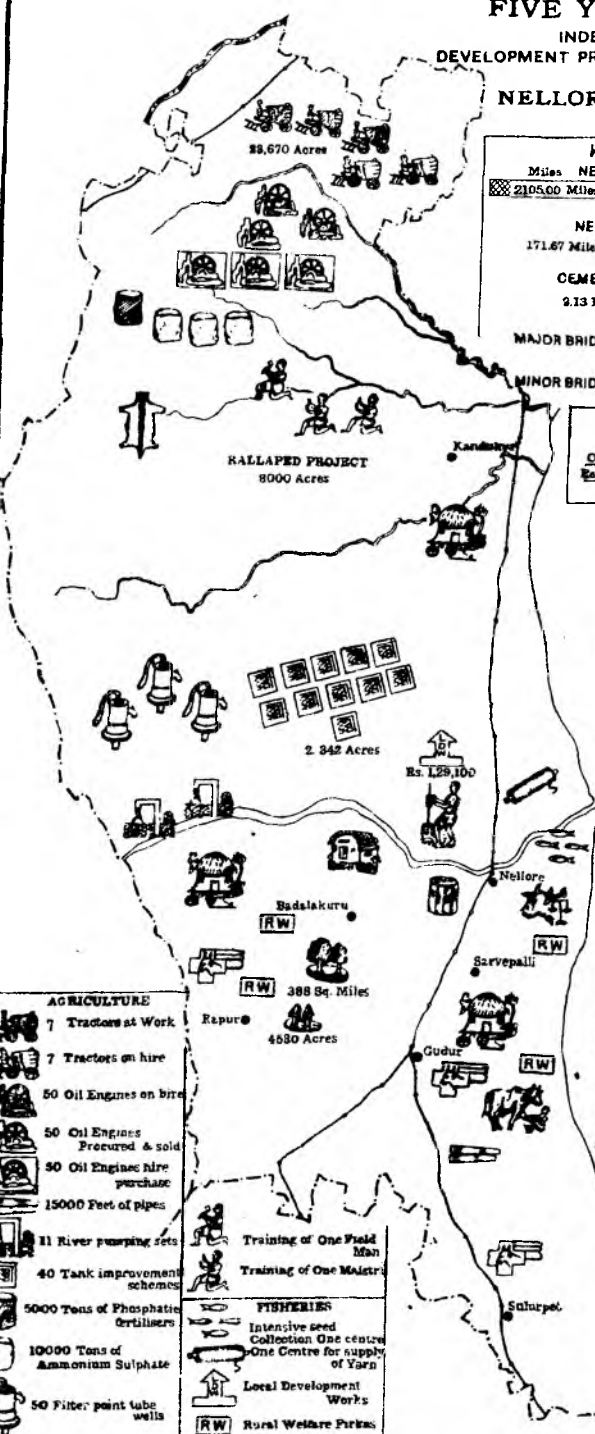 FIVE Y
INDE
DEVELOPMENT PR
NELLOR
Miles NE
2105.00 Miles
NE
171.67 Mile
CEME
2.13
MAJOR BRID
MINOR BRID
23,670 Acres
RALLAPED PROJECT
8000 Acres
Kandukur
2. 342 Acres
LDW
Rs. 1,29,100
Nellore
Badalakuru
RW
RW
Sarvepalli
RW
388 Sq. Miles
Rapur
4530 Acres
Gudur
RW
Sulurpet
AGRICULTURE
7 Tractors at Work
7 Tractors on hire
50 Oil Engines on hire
50 Oil Engines
Procured & sold
50 Oil Engines hire
purchase
15000 Feet of pipes
11 River pumping sets
40 Tank improvement
schemes
5000 Tons of Phosphatic
fertilisers
10000 Tons of
Ammonium Sulphate
50 Filter point tube
wells
Training of One Field
Man
Training of One Maistri
FISHERIES
Intensive seed
Collection One centre
One Centre for supply
of Yarn
Local Development
Works
RW Rural Welfare Firkas